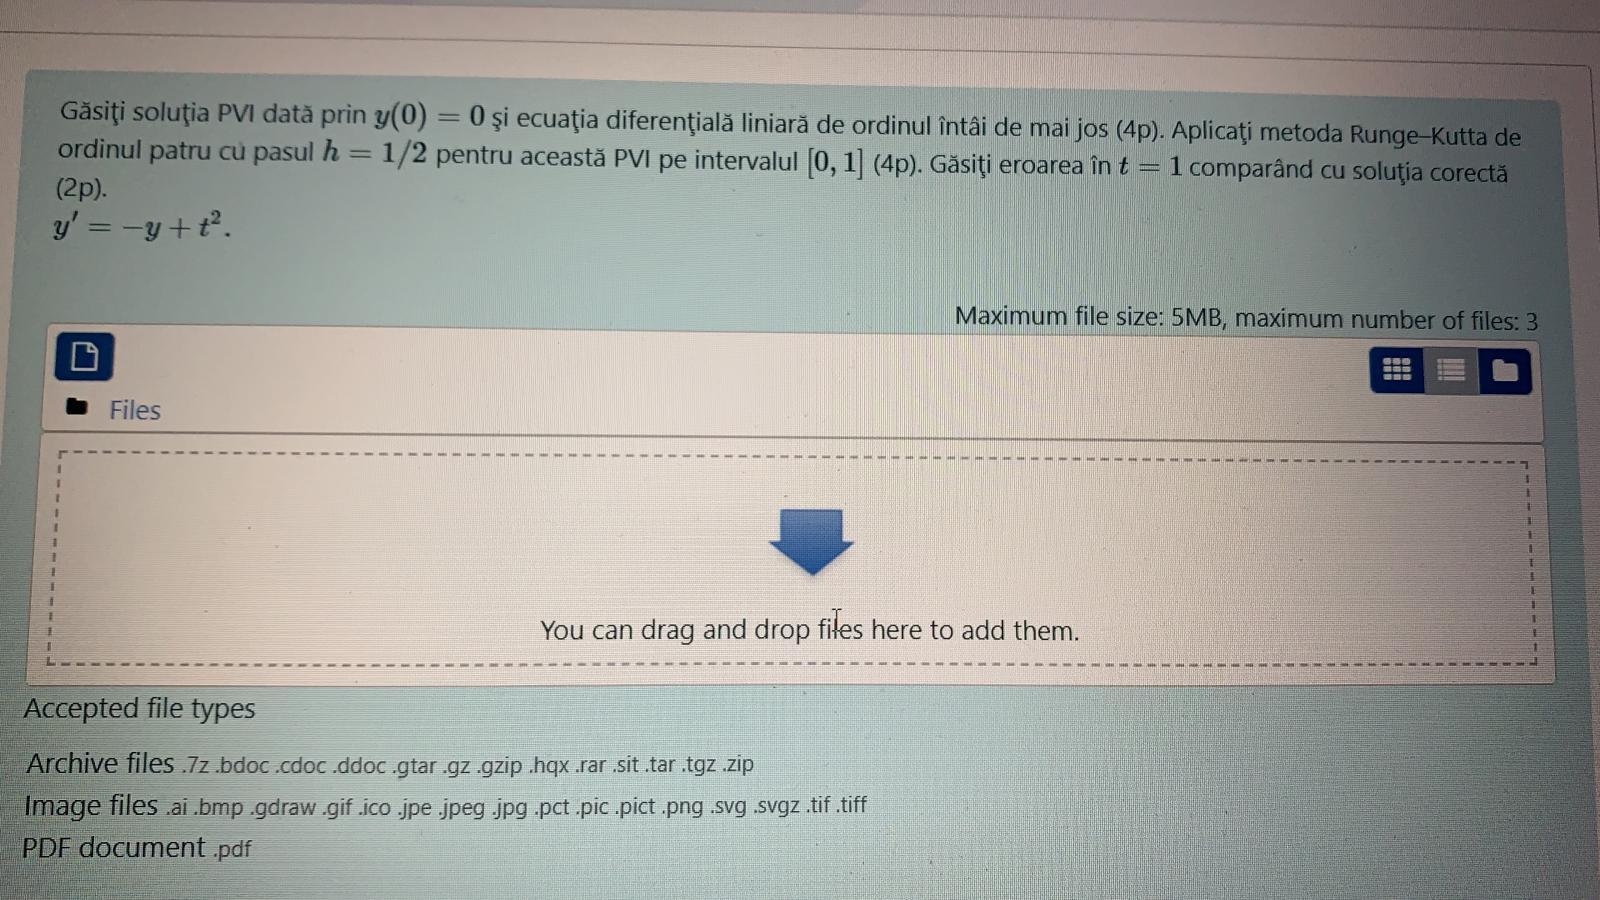 Găsiţi soluţia PVI dată prin y(0) = 0 şi ecuaţia diferenţială liniară de ordinul întâi de mai jos (4p). Aplicaţi metoda Runge–Kutta de
ordinul patru cu pasul h = 1/2 pentru această PVI pe intervalul [0, 1] (4p). Găsiţi eroarea în t = 1 comparând cu soluţia corectă
(2p).
y′ = −y + t².
Maximum file size: 5MB, maximum number of files: 3
Files
You can drag and drop files here to add them.
Accepted file types
Archive files .7z .bdoc .cdoc .ddoc .gtar .gz .gzip .hqx .rar .sit .tar .tgz .zip
Image files .ai .bmp .gdraw .gif .ico .jpe .jpeg .jpg .pct .pic .pict .png .svg .svgz .tif .tiff
PDF document .pdf